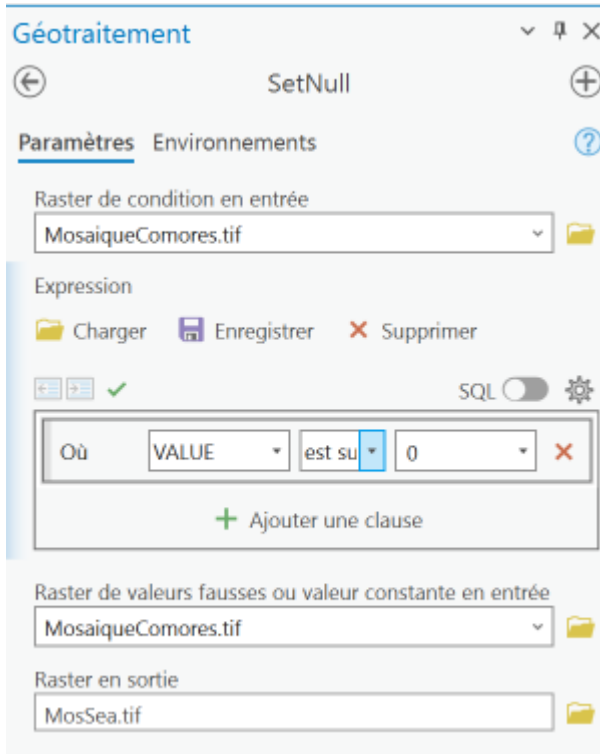 Géotraitement
SetNull
Paramètres Environnements
Raster de condition en entrée
MosaiqueComores.tif
Expression
Charger Enregistrer Supprimer
SQL
Où VALUE est su 0
Ajouter une clause
Raster de valeurs fausses ou valeur constante en entrée
MosaiqueComores.tif
Raster en sortie
MosSea.tif